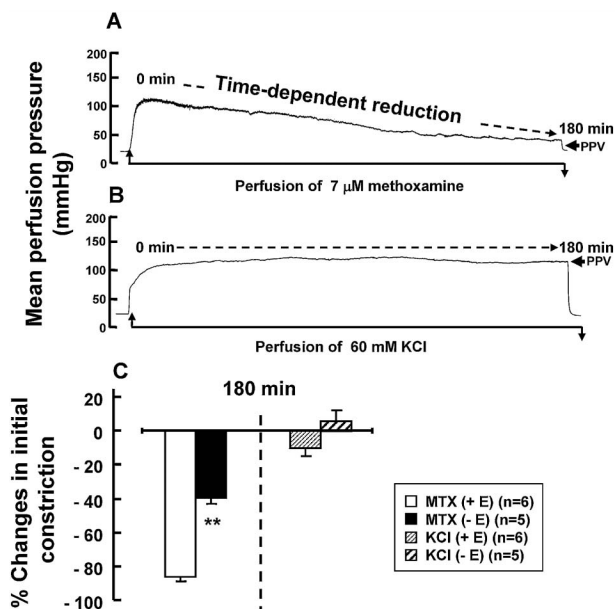 A
Mean perfusion pressure
(mmHg)
200
150
100
50
0
0 min
Time-dependent reduction
180 min
PPV
Perfusion of 7 μM methoxamine
B
200
150
100
50
0
0 min
180 min
PPV
Perfusion of 60 mM KCl
C
180 min
% Changes in initial
constriction
20
0
- 20
- 40
- 60
- 80
- 100
**
MTX (+ E) (n=6)
MTX (- E) (n=5)
KCl (+ E) (n=6)
KCl (- E) (n=5)